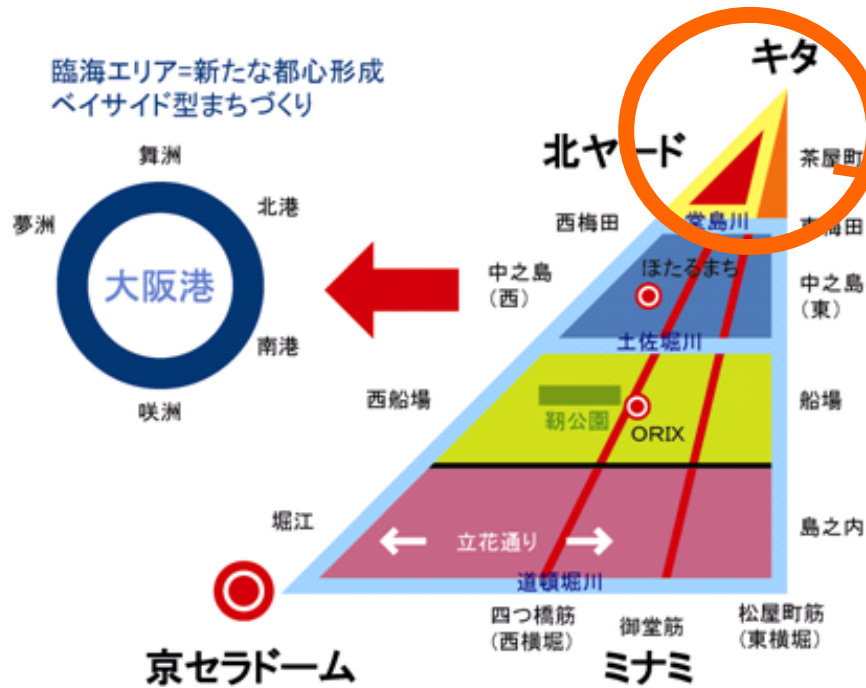 臨海エリア=新たな都心形成
ベイサイド型まちづくり
キタ
舞洲
北ヤード
茶屋町
北港
夢洲
西梅田
堂島川
東梅田
大阪港
中之島
(西)
ほたるまち
中之島
(東)
南港
土佐堀川
咲洲
西船場
靭公園
ORIX
船場
堀江
立花通り
島之内
道頓堀川
四つ橋筋
(西横堀)
御堂筋
松屋町筋
(東横堀)
京セラドーム
ミナミ